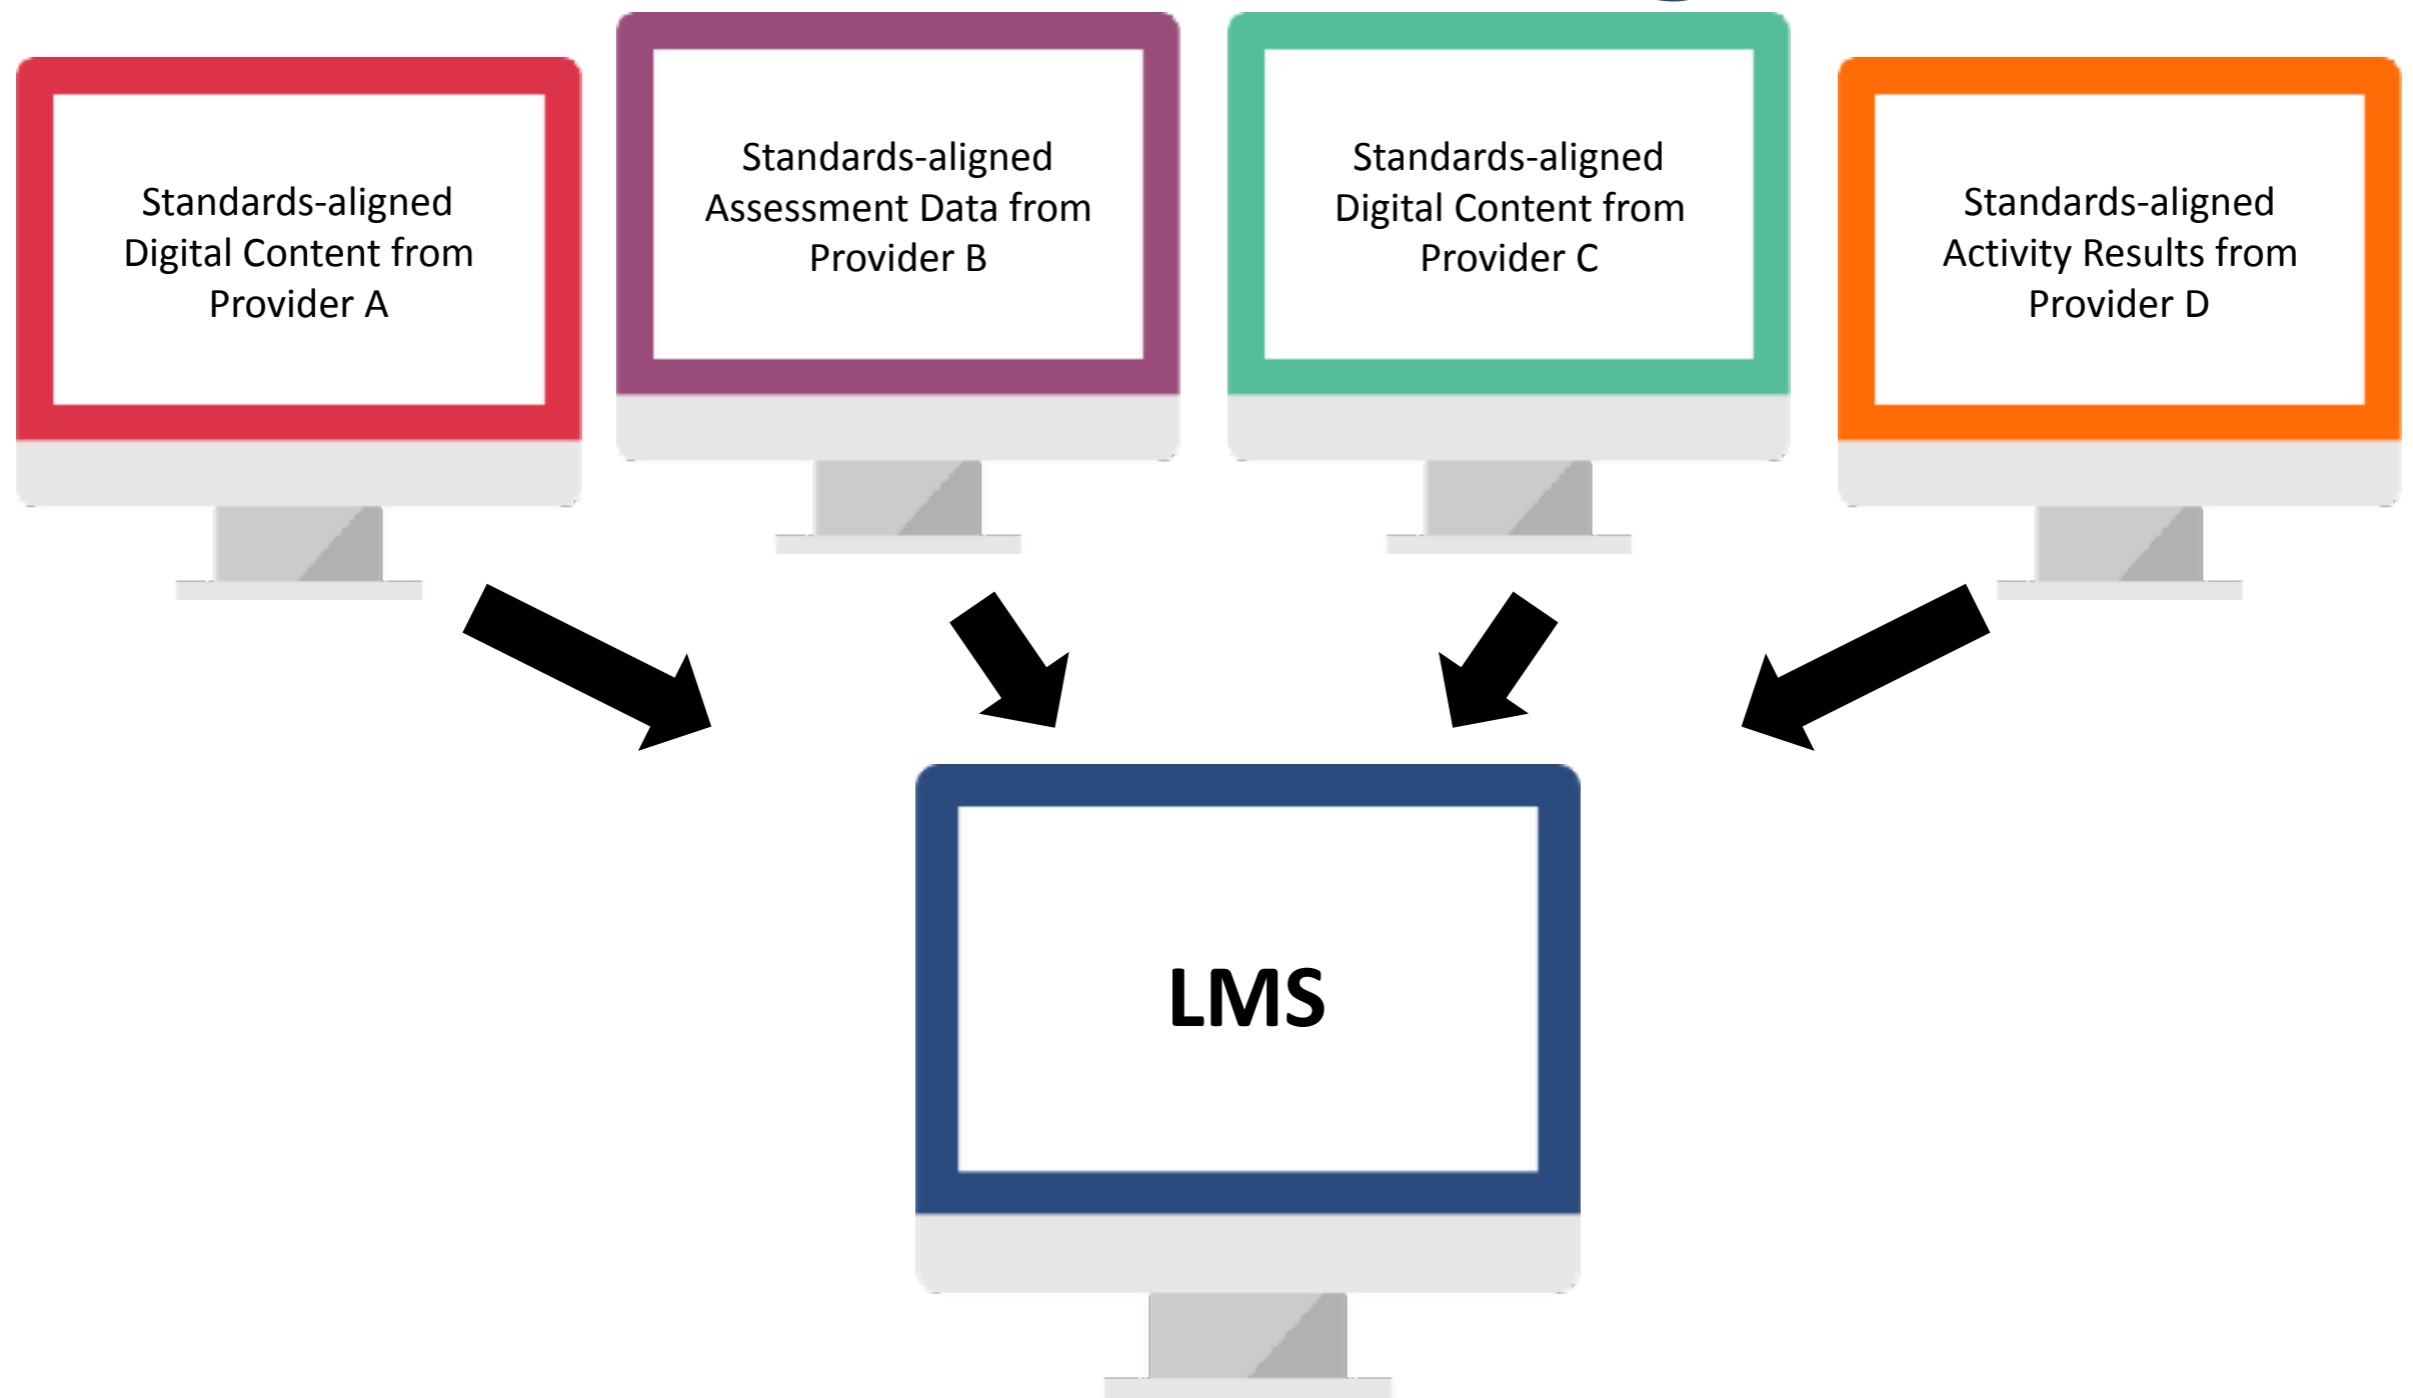 Standards-aligned
Digital Content from
Provider A
Standards-aligned
Assessment Data from
Provider B
Standards-aligned
Digital Content from
Provider C
Standards-aligned
Activity Results from
Provider D
LMS